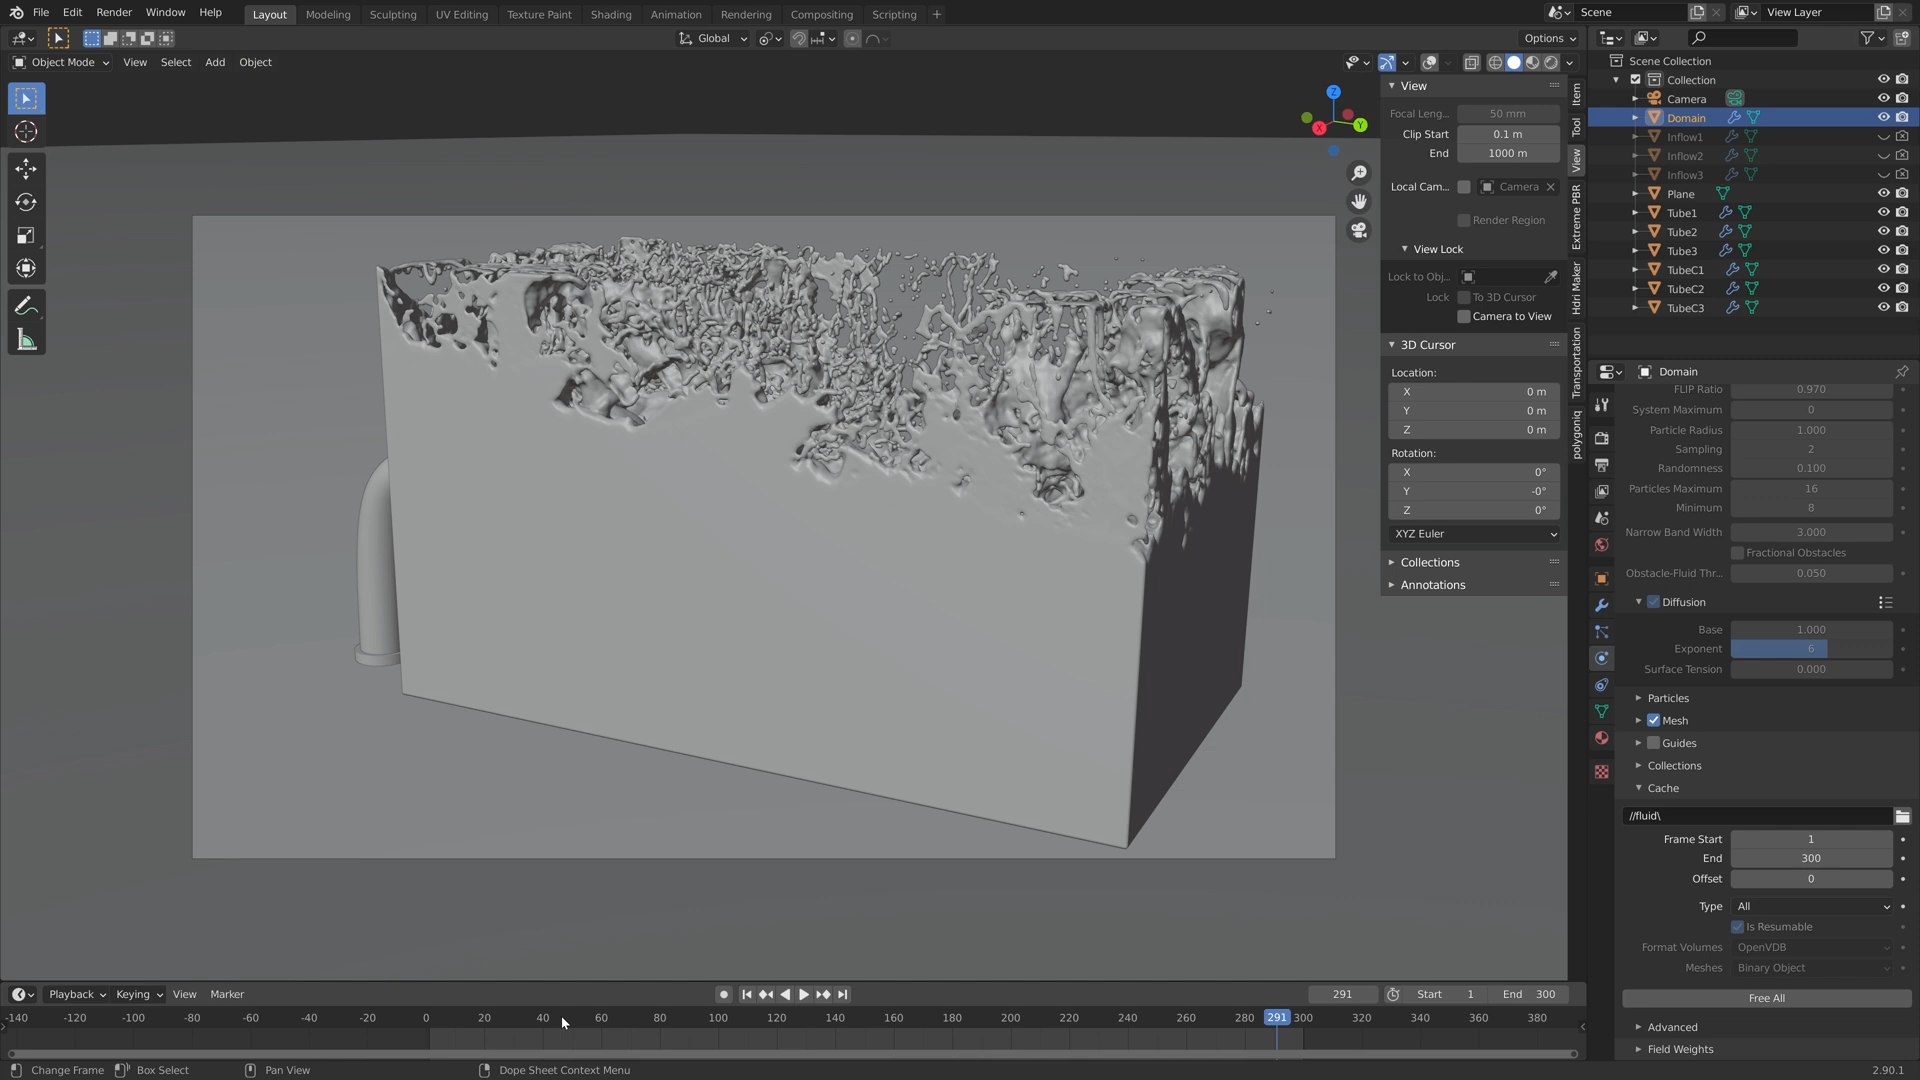 File Edit Render Window Help Layout Modeling Sculpting UV Editing Texture Paint Shading Animation Rendering Compositing Scripting + Scene View Layer
Global Options
Object Mode View Select Add Object
Scene Collection
Collection
Camera
Domain
Inflow1
Inflow2
Inflow3
Plane
Tube1
Tube2
Tube3
TubeC1
TubeC2
TubeC3
Z
X
Y
View
Focal Leng... 50 mm
Clip Start 0.1 m
End 1000 m
Local Cam... Camera
Render Region
View Lock
Lock to Obj...
Lock To 3D Cursor
Camera to View
3D Cursor
Location:
X 0 m
Y 0 m
Z 0 m
Rotation:
X 0°
Y -0°
Z 0°
XYZ Euler
Collections
Annotations
Item
Tool
View
Extreme PBR
Hdri Maker
Transportation
polygoniq
Domain
FLIP Ratio 0.970
System Maximum 0
Particle Radius 1.000
Sampling 2
Randomness 0.100
Particles Maximum 16
Minimum 8
Narrow Band Width 3.000
Fractional Obstacles
Obstacle-Fluid Thr... 0.050
Diffusion
Base 1.000
Exponent 6
Surface Tension 0.000
Particles
Mesh
Guides
Collections
Cache
//fluid\
Frame Start 1
End 300
Offset 0
Type All
Is Resumable
Format Volumes OpenVDB
Meshes Binary Object
Free All
Advanced
Field Weights
Playback Keying View Marker 291 Start 1 End 300
-140 -120 -100 -80 -60 -40 -20 0 20 40 60 80 100 120 140 160 180 200 220 240 260 280 291 300 320 340 360 380
Change Frame Box Select Pan View Dope Sheet Context Menu 2.90.1